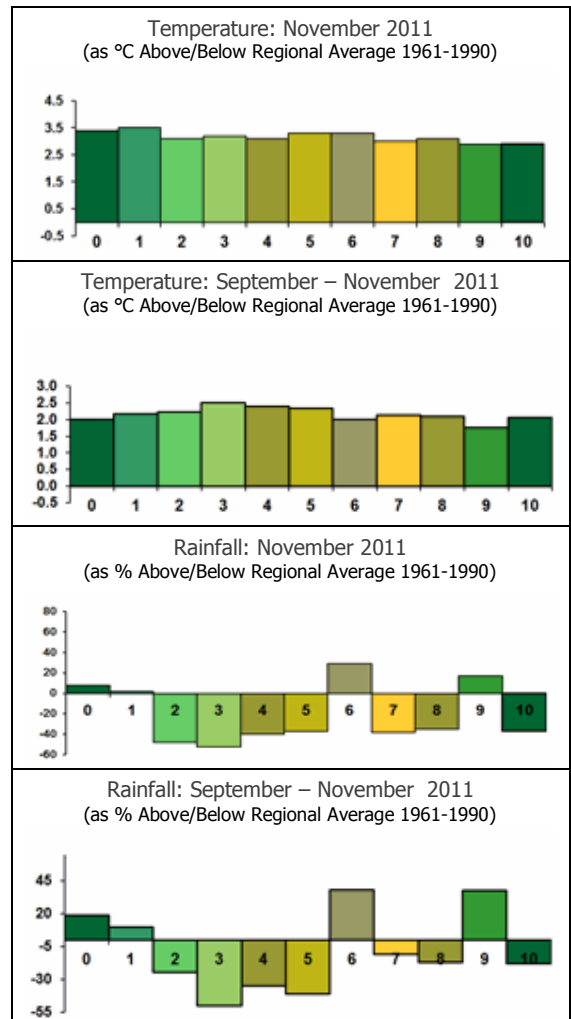 Temperature: November 2011
(as °C Above/Below Regional Average 1961-1990)
4.5
3.5
2.5
1.5
0.5
-0.5
0 1 2 3 4 5 6 7 8 9 10
Temperature: September – November 2011
(as °C Above/Below Regional Average 1961-1990)
3.0
2.5
2.0
1.5
1.0
0.5
0.0
-0.5
0 1 2 3 4 5 6 7 8 9 10
Rainfall: November 2011
(as % Above/Below Regional Average 1961-1990)
80
60
40
20
0
-20
-40
-60
0 1 2 3 4 5 6 7 8 9 10
Rainfall: September – November 2011
(as % Above/Below Regional Average 1961-1990)
45
20
-5
-30
-55
0 1 2 3 4 5 6 7 8 9 10